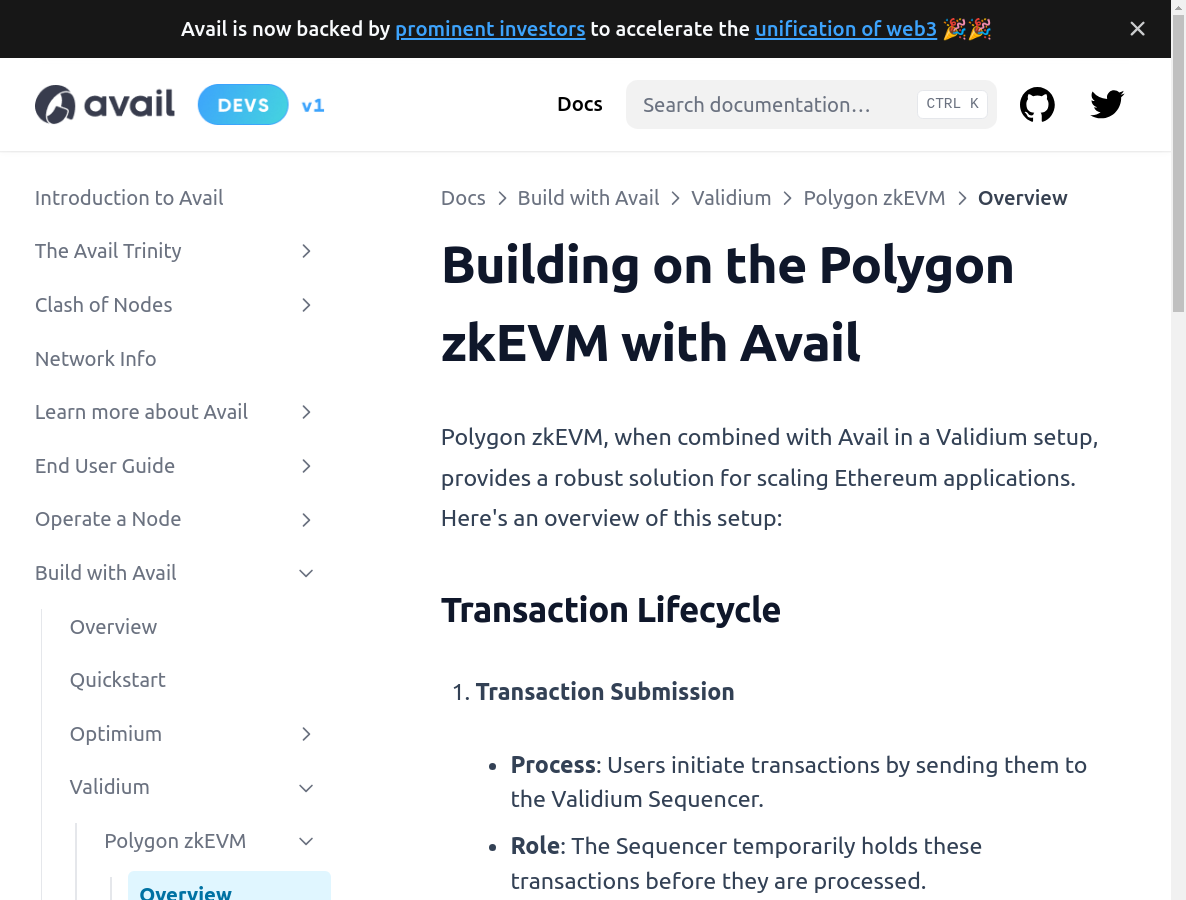 Avail is now backed by prominent investors to accelerate the unification of web3 🎉🎉
avail DEVS v1 Docs Search documentation… CTRL K
Introduction to Avail
The Avail Trinity
Clash of Nodes
Network Info
Learn more about Avail
End User Guide
Operate a Node
Build with Avail
Overview
Quickstart
Optimium
Validium
Polygon zkEVM
Overview
Docs > Build with Avail > Validium > Polygon zkEVM > Overview
Building on the Polygon
zkEVM with Avail
Polygon zkEVM, when combined with Avail in a Validium setup,
provides a robust solution for scaling Ethereum applications.
Here's an overview of this setup:
Transaction Lifecycle
1. Transaction Submission
• Process: Users initiate transactions by sending them to
the Validium Sequencer.
• Role: The Sequencer temporarily holds these
transactions before they are processed.